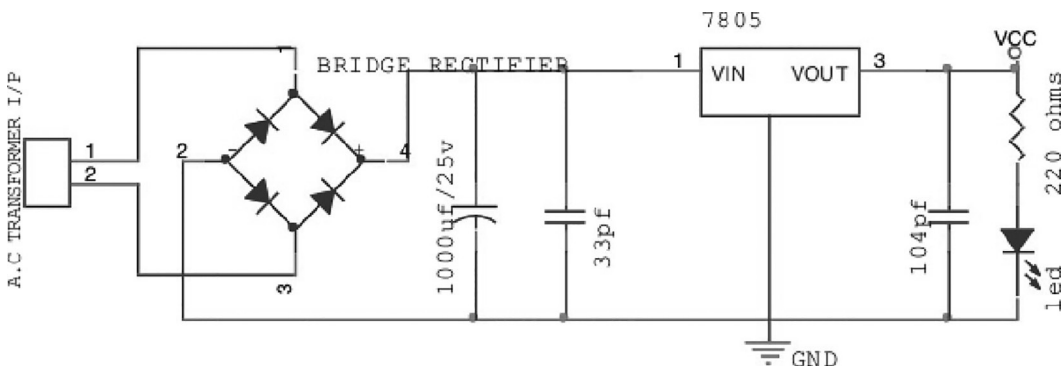 A.C TRANSFORMER I/P
1
2
1
2
3
4
-
+
BRIDGE RECTIFIER
1000uf/25v
33pf
7805
1
VIN
VOUT
3
GND
104pf
VCC
220 ohms
led